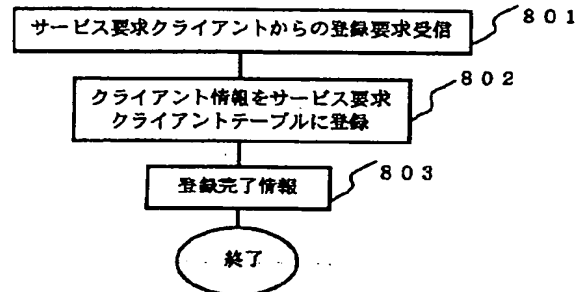 サービス要求クライアントからの登録要求受信
801
クライアント情報をサービス要求
クライアントテーブルに登録
802
登録完了情報
803
終了